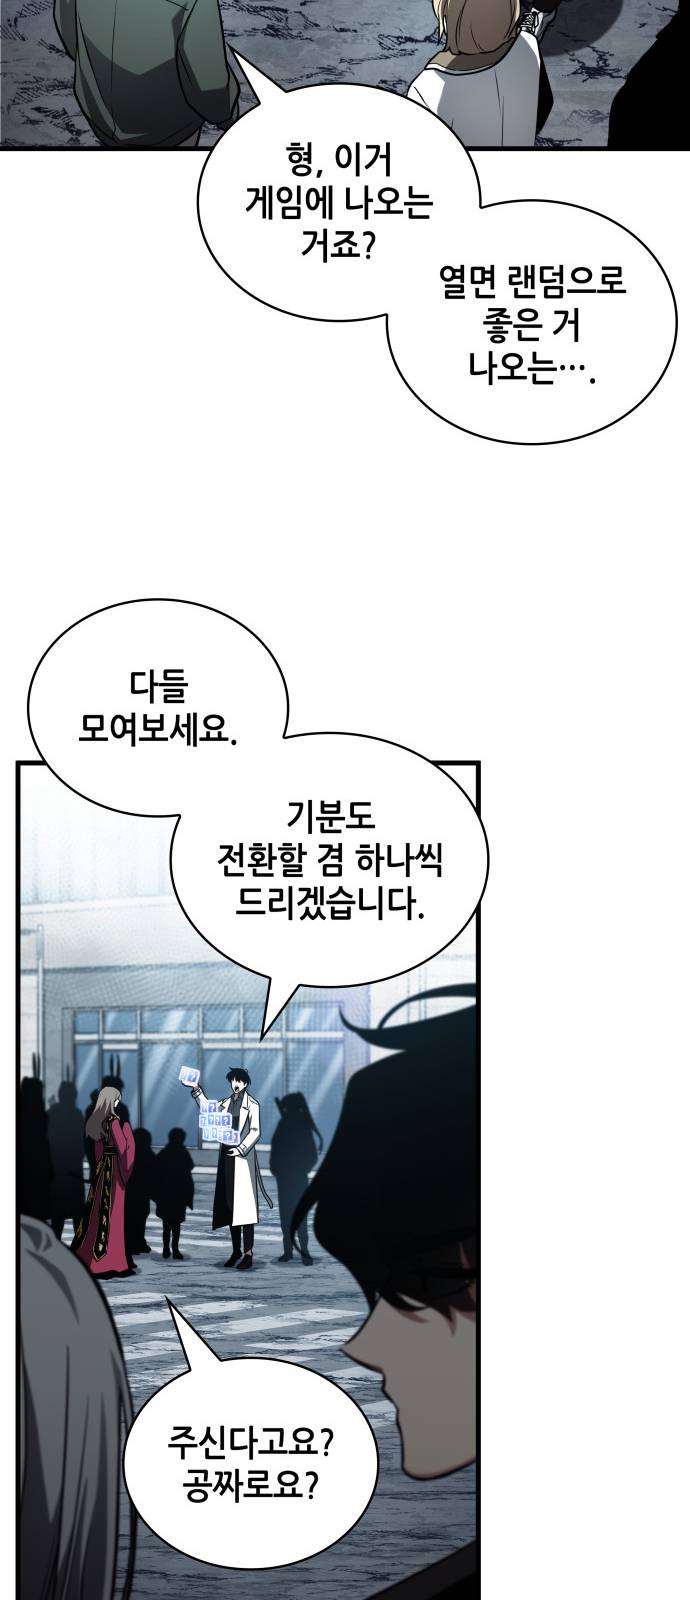 형, 이거
게임에 나오는
거죠?
열면 랜덤으로
좋은 거
나오는….
다들
모여보세요.
기분도
전환할 겸 하나씩
드리겠습니다.
주신다고요?
공짜로요?